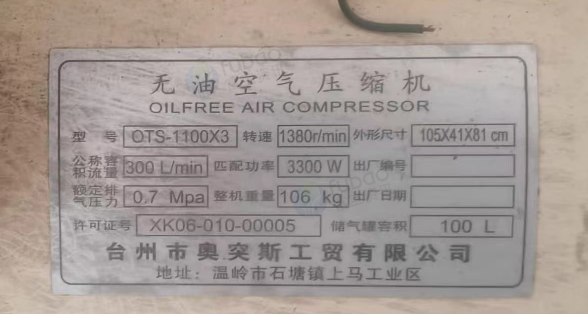 无油空气压缩机
OILFREE AIR COMPRESSOR
型号 OTS-1100X3 转速 1380r/min 外形尺寸 105X41X81 cm
公称容积流量 300 L/min 匹配功率 3300 W 出厂编号
额定排气压力 0.7 Mpa 整机重量 106 kg 出厂日期
许可证号 XK06-010-00005 储气罐容积 100 L
台州市奥突斯工贸有限公司
地址：温岭市石塘镇上马工业区